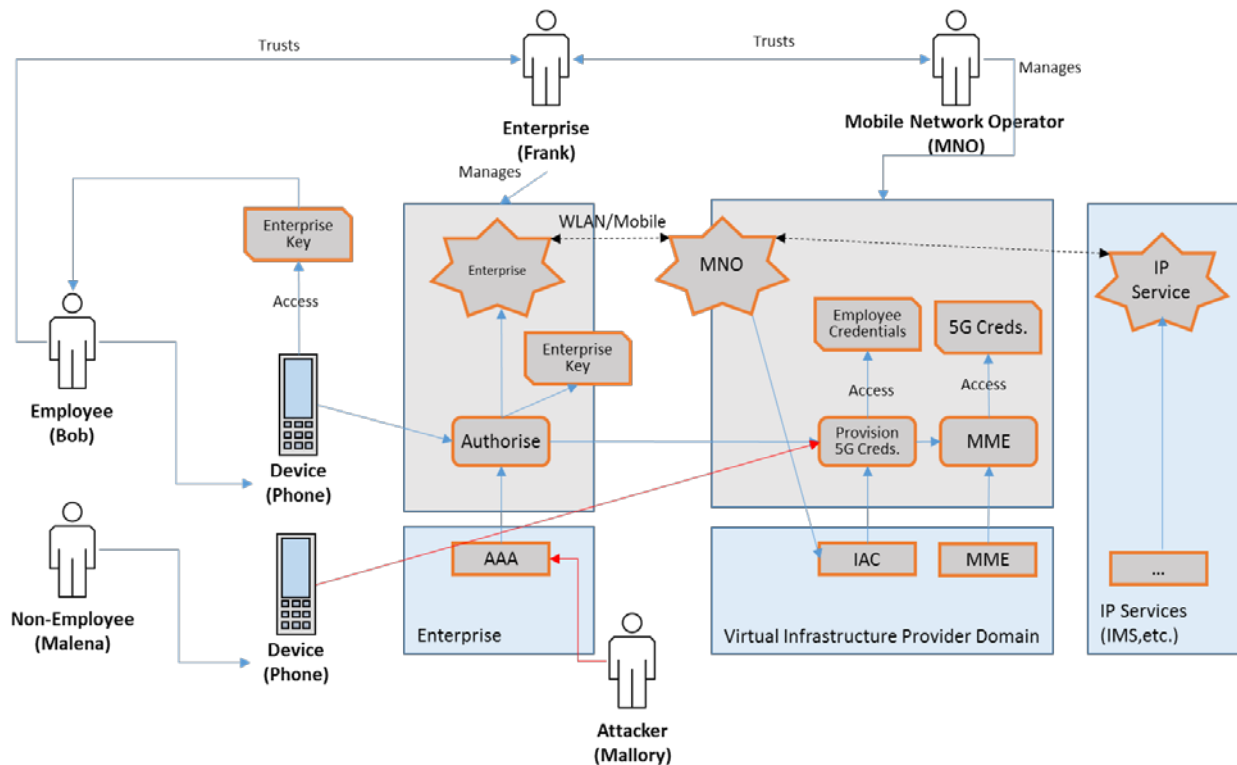 Trusts
Trusts
Manages
Enterprise
(Frank)
Mobile Network Operator
(MNO)
Manages
Enterprise
Key
Access
WLAN/Mobile
Enterprise
MNO
IP
Service
Employee
Credentials
5G Creds.
Enterprise
Key
Access
Access
Employee
(Bob)
Authorise
Provision
5G Creds.
MME
Device
(Phone)
AAA
IAC
MME
...
Non-Employee
(Malena)
Device
(Phone)
Enterprise
Virtual Infrastructure Provider Domain
IP Services
(IMS,etc.)
Attacker
(Mallory)